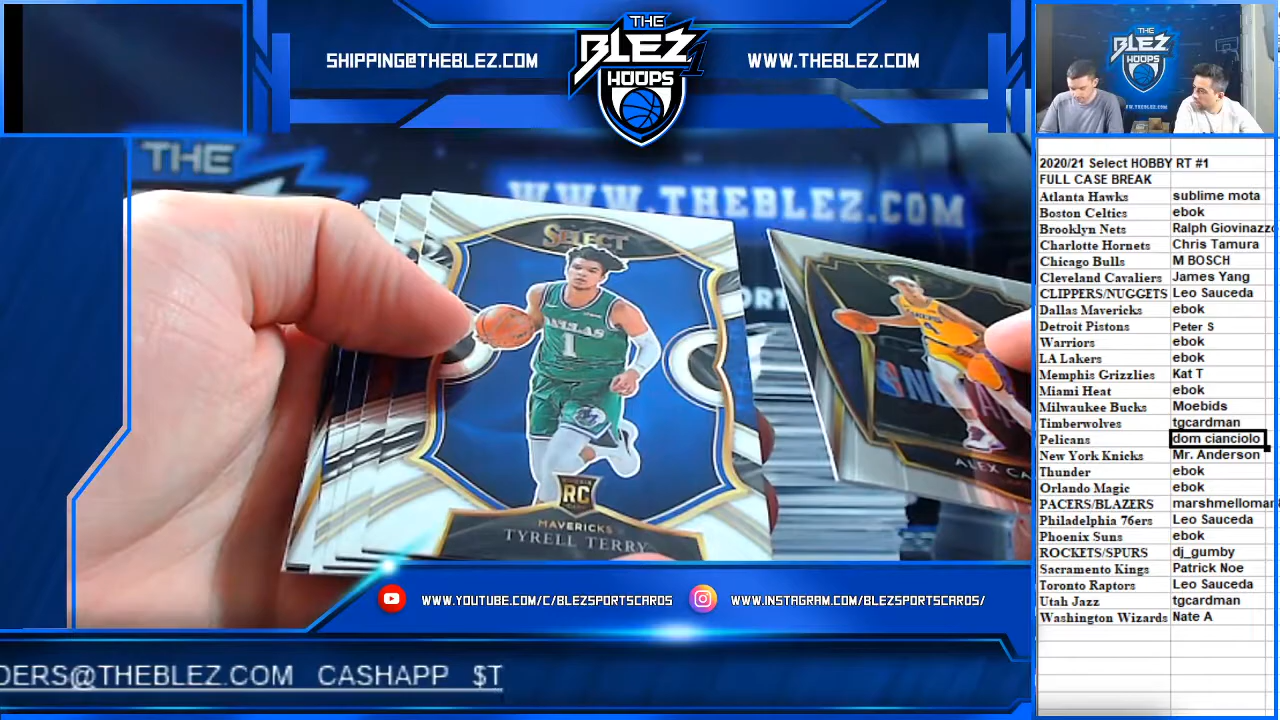 SHIPPING@THEBLEZ.COM
THE
BLEZ
1
HOOPS
WWW.THEBLEZ.COM
THE
BLEZ
HOOPS
THE
WWW.THEBLEZ.COM
SELECT
DALLAS
1
RC
MAVERICKS
TYRELL TERRY
LAKERS
4
ALEX CA
2020/21 Select HOBBY RT #1
FULL CASE BREAK
Atlanta Hawks sublime mota
Boston Celtics ebok
Brooklyn Nets Ralph Giovinazzo
Charlotte Hornets Chris Tamura
Chicago Bulls M BOSCH
Cleveland Cavaliers James Yang
CLIPPERS/NUGGETS Leo Sauceda
Dallas Mavericks ebok
Detroit Pistons Peter S
Warriors ebok
LA Lakers ebok
Memphis Grizzlies Kat T
Miami Heat ebok
Milwaukee Bucks Moebids
Timberwolves tgcardman
Pelicans dom cianciolo
New York Knicks Mr. Anderson
Thunder ebok
Orlando Magic ebok
PACERS/BLAZERS marshmelloman
Philadelphia 76ers Leo Sauceda
Phoenix Suns ebok
ROCKETS/SPURS dj_gumby
Sacramento Kings Patrick Noe
Toronto Raptors Leo Sauceda
Utah Jazz tgcardman
Washington Wizards Nate A
WWW.YOUTUBE.COM/C/BLEZSPORTSCARDS
WWW.INSTAGRAM.COM/BLEZSPORTSCARDS/
DERS@THEBLEZ.COM CASHAPP $T